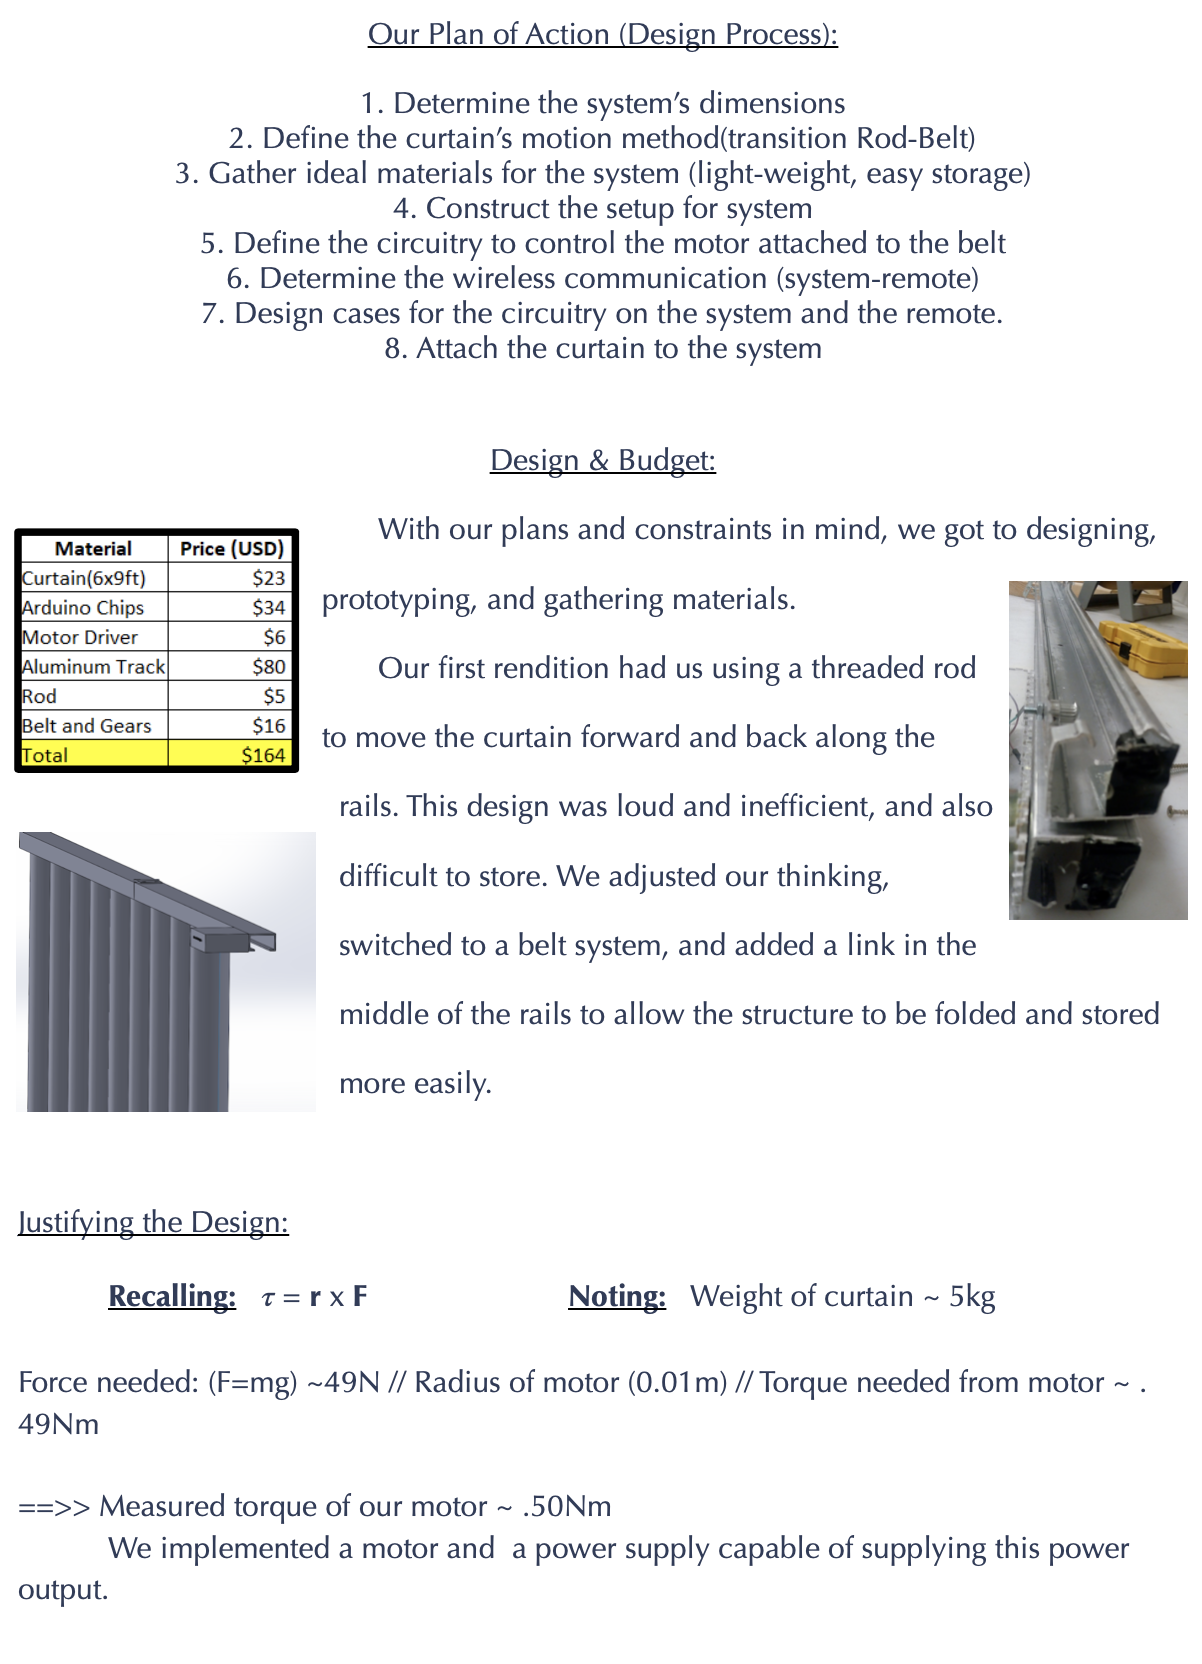 Our Plan of Action (Design Process):
1. Determine the system’s dimensions
2. Define the curtain’s motion method(transition Rod-Belt)
3. Gather ideal materials for the system (light-weight, easy storage)
4. Construct the setup for system
5. Define the circuitry to control the motor attached to the belt
6. Determine the wireless communication (system-remote)
7. Design cases for the circuitry on the system and the remote.
8. Attach the curtain to the system
Design & Budget:
Material Price (USD)
Curtain(6x9ft) $23
Arduino Chips $34
Motor Driver $6
Aluminum Track $80
Rod $5
Belt and Gears $16
Total $164
With our plans and constraints in mind, we got to designing,
prototyping, and gathering materials.
Our first rendition had us using a threaded rod
to move the curtain forward and back along the
rails. This design was loud and inefficient, and also
difficult to store. We adjusted our thinking,
switched to a belt system, and added a link in the
middle of the rails to allow the structure to be folded and stored
more easily.
Justifying the Design:
Recalling: τ = r x F Noting: Weight of curtain ~ 5kg
Force needed: (F=mg) ~49N // Radius of motor (0.01m) // Torque needed from motor ~ .
49Nm
==>> Measured torque of our motor ~ .50Nm
We implemented a motor and a power supply capable of supplying this power
output.